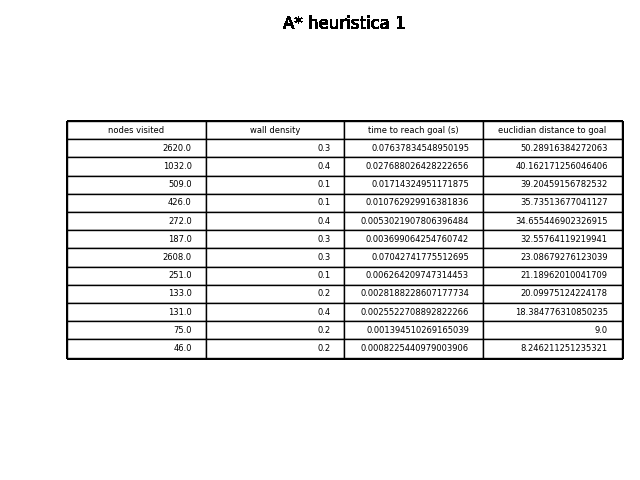 A* heuristica 1
nodes visited wall density time to reach goal (s) euclidian distance to goal
2620.0 0.3 0.07637834548950195 50.28916384272063
1032.0 0.4 0.027688026428222656 40.162171256046406
509.0 0.1 0.01714324951171875 39.20459156782532
426.0 0.1 0.010762929916381836 35.73513677041127
272.0 0.4 0.0053021907806396484 34.655446902326915
187.0 0.3 0.003699064254760742 32.55764119219941
2608.0 0.3 0.07042741775512695 23.08679276123039
251.0 0.1 0.006264209747314453 21.18962010041709
133.0 0.2 0.0028188228607177734 20.09975124224178
131.0 0.4 0.0025522708892822266 18.384776310850235
75.0 0.2 0.001394510269165039 9.0
46.0 0.2 0.0008225440979003906 8.246211251235321